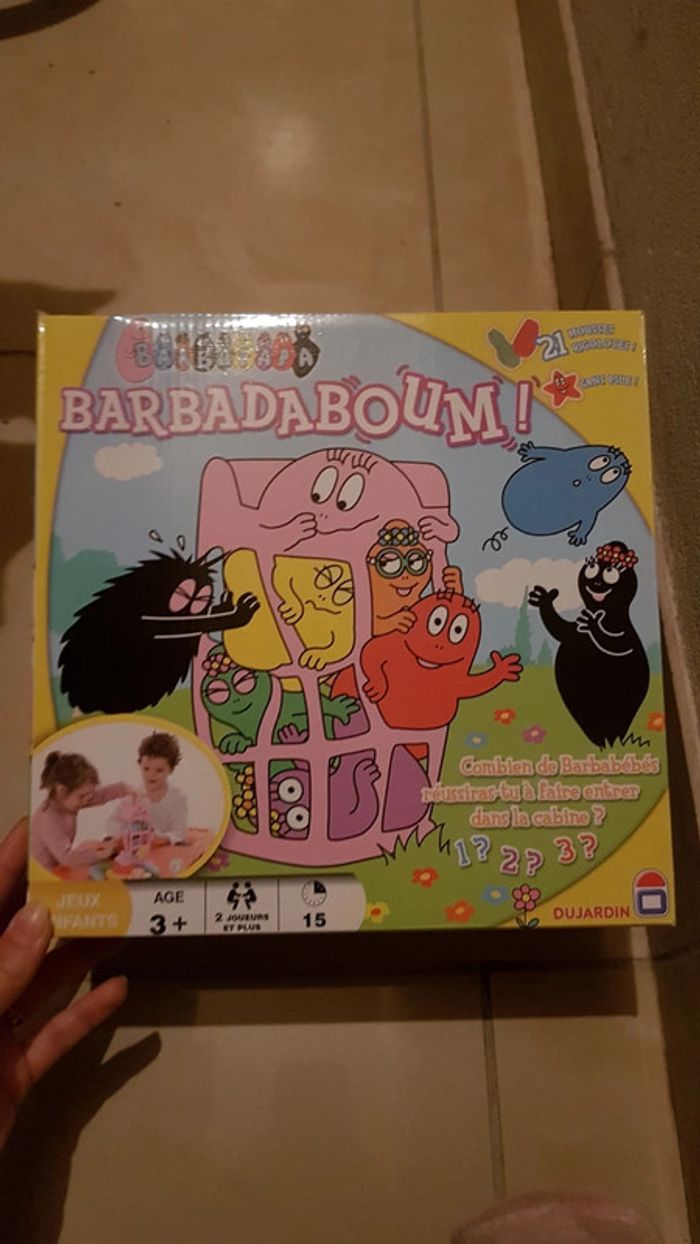 BARBAPAPA
21 MOUSSES
RIGOLOTES !
SANS PILE !
BARBADABOUM !
Combien de Barbabébés
réussiras-tu à faire entrer
dans la cabine ?
1? 2? 3?
JEUX
ENFANTS
AGE
3 +
2 JOUEURS
ET PLUS
15
DUJARDIN